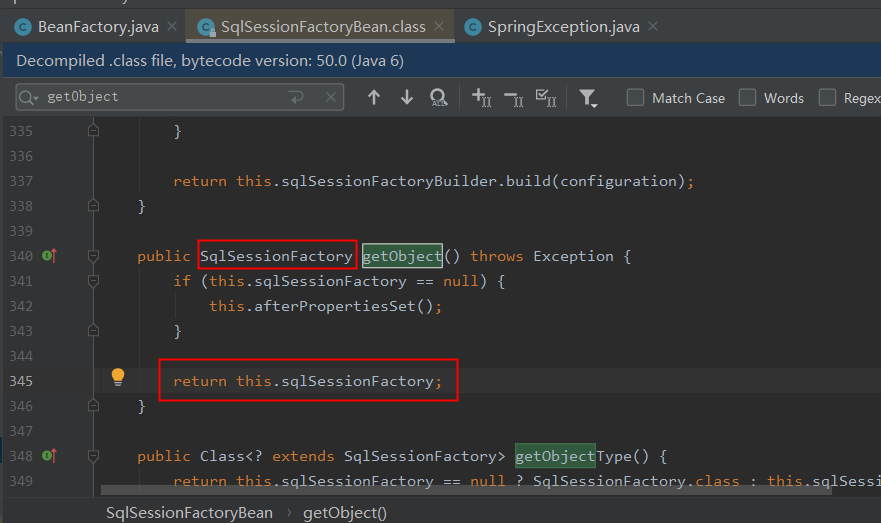 BeanFactory.java SqlSessionFactoryBean.class SpringException.java
Decompiled .class file, bytecode version: 50.0 (Java 6)
getObject Match Case Words Regex
335 }
336
337 return this.sqlSessionFactoryBuilder.build(configuration);
338 }
339
340 public SqlSessionFactory getObject() throws Exception {
341 if (this.sqlSessionFactory == null) {
342 this.afterPropertiesSet();
343 }
344
345 return this.sqlSessionFactory;
346 }
347
348 public Class<? extends SqlSessionFactory> getObjectType() {
349 return this.sqlSessionFactory == null ? SqlSessionFactory.class : this.sqlSessi
SqlSessionFactoryBean › getObject()